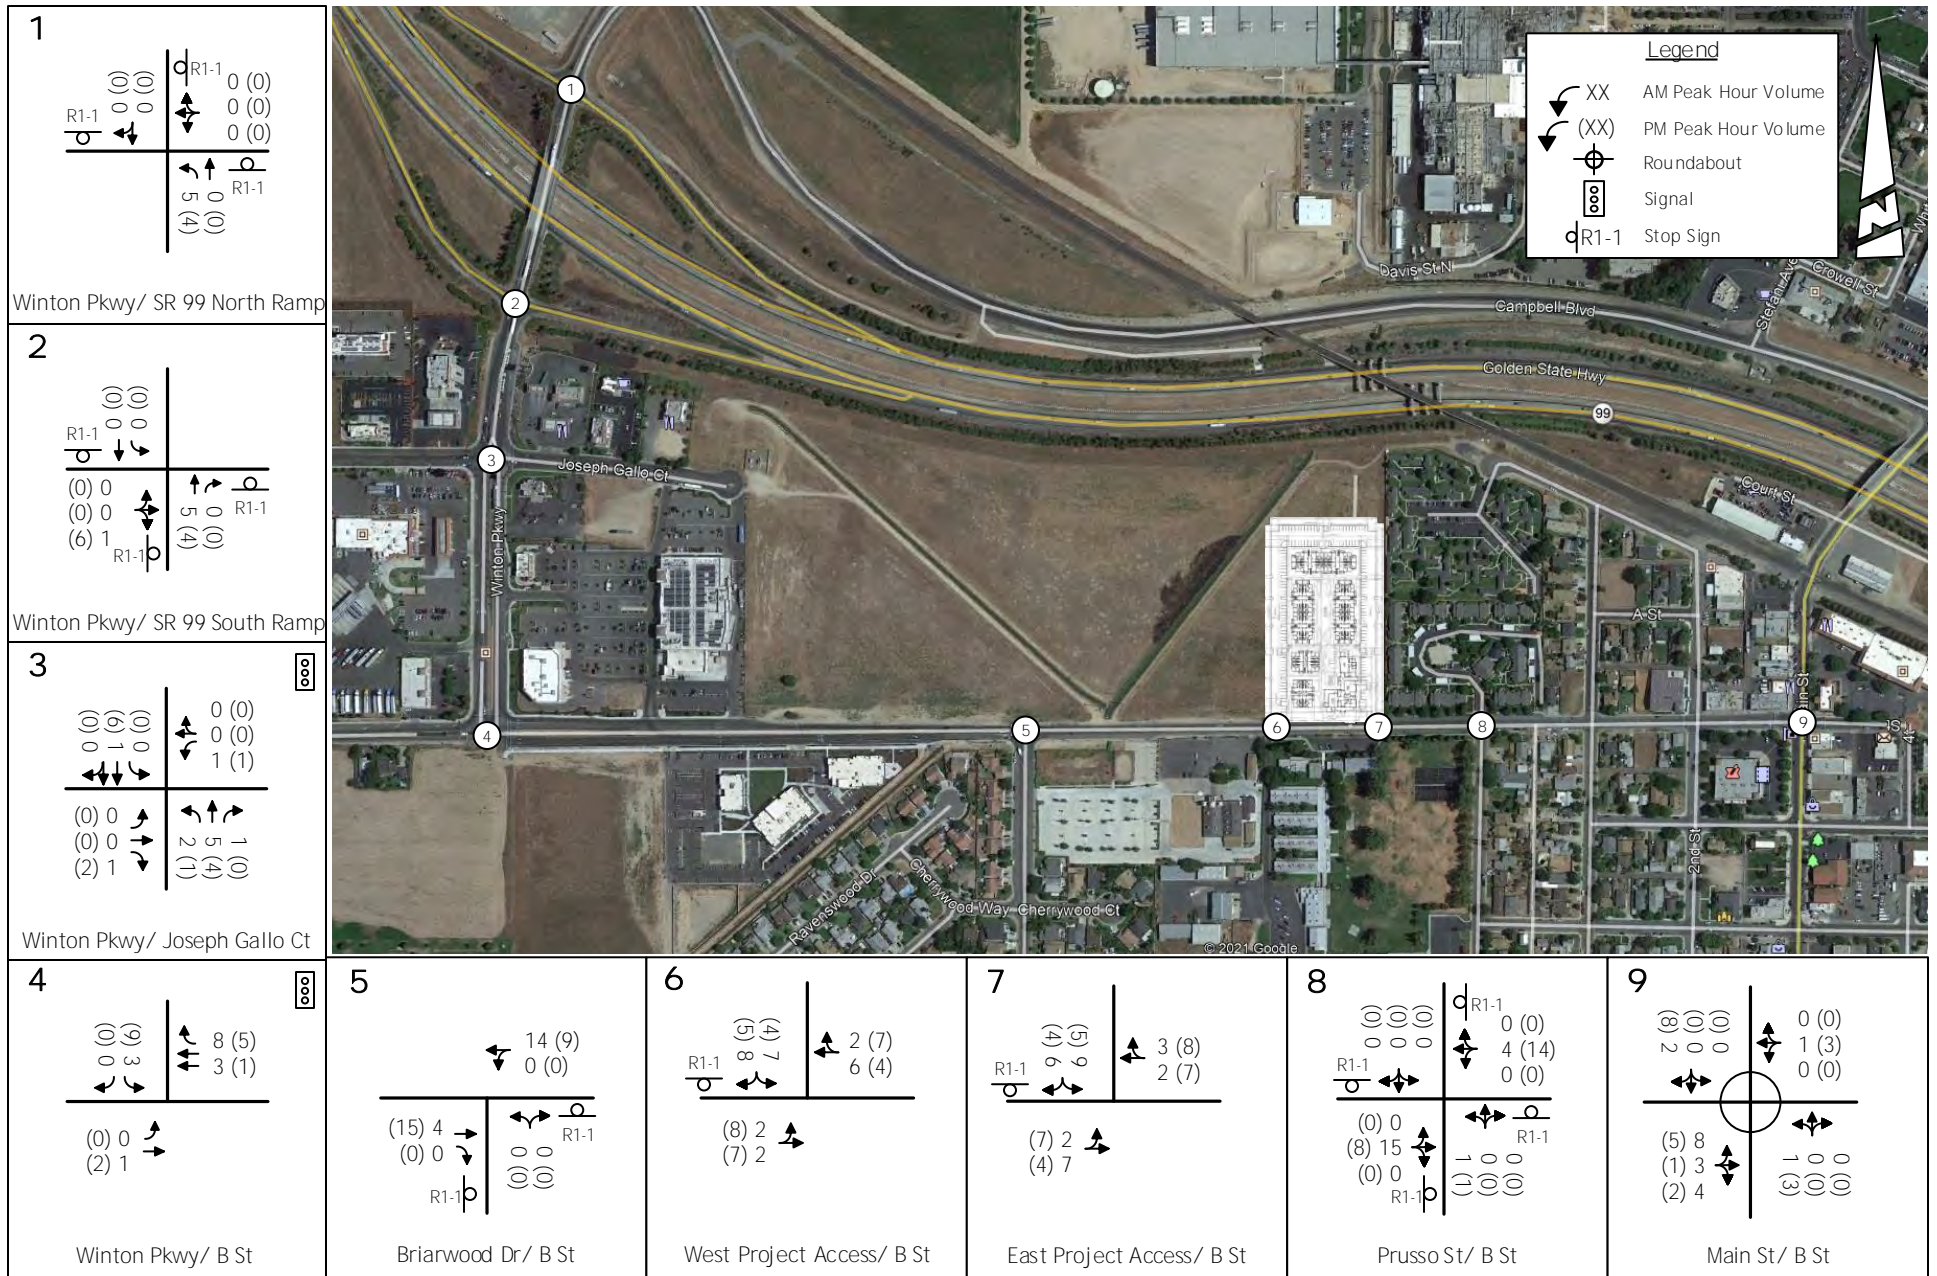 1
R1-1
0 (0)
0 (0)
0 (0)
(0) 0
(0) 0
R1-1
5 (4)
0 (0)
R1-1
Winton Pkwy/ SR 99 North Ramp
2
(0) 0
(0) 0
R1-1
(0) 0
(0) 0
(6) 1
R1-1
5 (4)
0 (0)
R1-1
Winton Pkwy/ SR 99 South Ramp
3
(0) 0
(6) 1
(0) 0
0 (0)
0 (0)
1 (1)
(0) 0
(0) 0
(2) 1
2 (1)
5 (4)
1 (0)
Winton Pkwy/ Joseph Gallo Ct
4
(0) 0
(9) 3
8 (5)
3 (1)
(0) 0
(2) 1
Winton Pkwy/ B St
1
2
3
4
5
6
7
8
9
Joseph Gallo Ct
Winton Pkwy
Davis St N
Campbell Blvd
Golden State Hwy
99
Stefani Ave
Crowell St
Court St
A St
2nd St
Ravenswood Dr
Cherrywood Way
Cherrywood Ct
© 2021 Google
Legend
XX AM Peak Hour Volume
(XX) PM Peak Hour Volume
Roundabout
Signal
R1-1 Stop Sign
5
14 (9)
0 (0)
(15) 4
(0) 0
R1-1
0 (0)
0 (0)
R1-1
Briarwood Dr/ B St
6
(5) 8
(4) 7
R1-1
2 (7)
6 (4)
(8) 2
(7) 2
West Project Access/ B St
7
(4) 6
(5) 9
R1-1
3 (8)
2 (7)
(7) 2
(4) 7
East Project Access/ B St
8
(0) 0
(0) 0
(0) 0
R1-1
R1-1
0 (0)
4 (14)
0 (0)
(0) 0
(8) 15
(0) 0
R1-1
1 (1)
0 (0)
0 (0)
R1-1
Prusso St/ B St
9
(8) 2
(0) 0
(0) 0
0 (0)
1 (3)
0 (0)
(5) 8
(1) 3
(2) 4
1 (3)
0 (0)
0 (0)
Main St/ B St